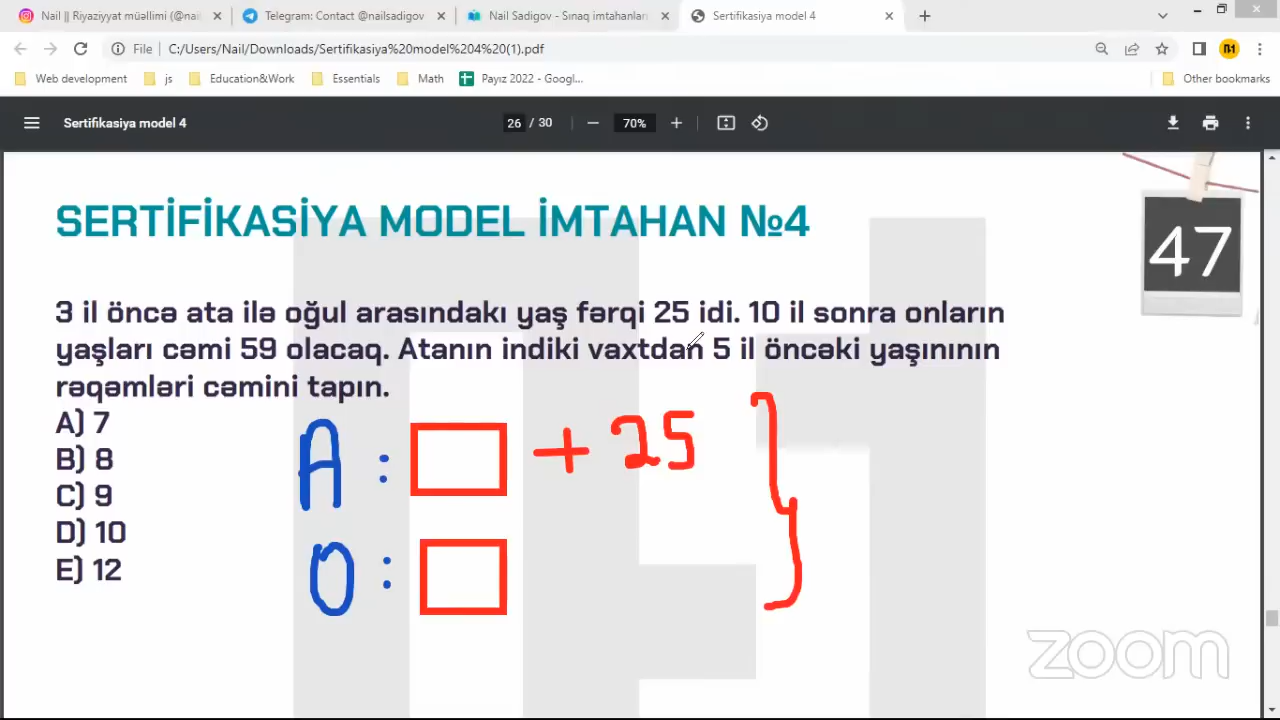 Nail || Riyaziyyat müəllimi (@nail
Telegram: Contact @nailsadigov
Nail Sadigov - Sınaq imtahanları
Sertifikasiya model 4
File
C:/Users/Nail/Downloads/Sertifikasiya%20model%204%20(1).pdf
Web development
js
Education&Work
Essentials
Math
Payız 2022 - Googl...
Other bookmarks
Sertifikasiya model 4
26 / 30
70%
SERTİFİKASİYA MODEL İMTAHAN №4
47
3 il öncə ata ilə oğul arasındakı yaş fərqi 25 idi. 10 il sonra onların
yaşları cəmi 59 olacaq. Atanın indiki vaxtdan 5 il öncəki yaşınının
rəqəmləri cəmini tapın.
A) 7
B) 8
C) 9
D) 10
E) 12
A : + 25
O :
zoom